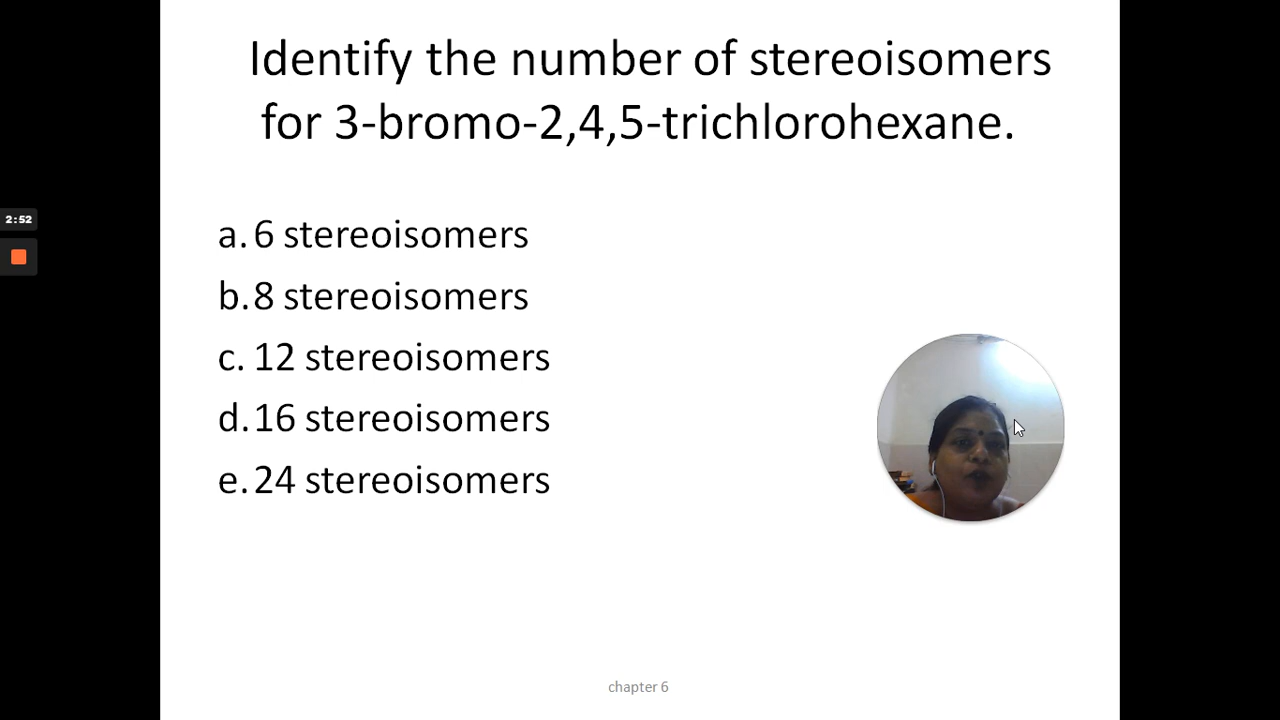 Identify the number of stereoisomers
for 3-bromo-2,4,5-trichlorohexane.
2:52
a. 6 stereoisomers
b. 8 stereoisomers
c. 12 stereoisomers
d. 16 stereoisomers
e. 24 stereoisomers
chapter 6